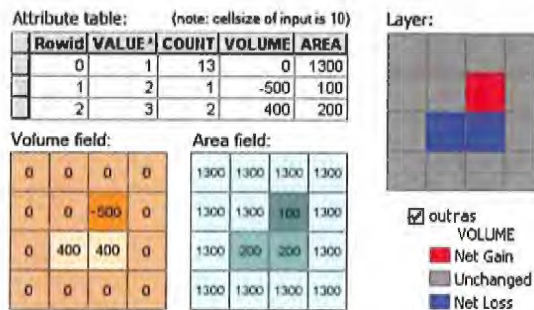 Attribute table: (note: cellsize of input is 10)
Rowid VALUE* COUNT VOLUME AREA
0 1 13 0 1300
1 2 1 -500 100
2 3 2 400 200
Volume field:
0 0 0 0
0 0 -500 0
0 400 400 0
0 0 0 0
Area field:
1300 1300 1300 1300
1300 1300 100 1300
1300 200 200 1300
1300 1300 1300 1300
Layer:
outras
VOLUME
Net Gain
Unchanged
Net Loss